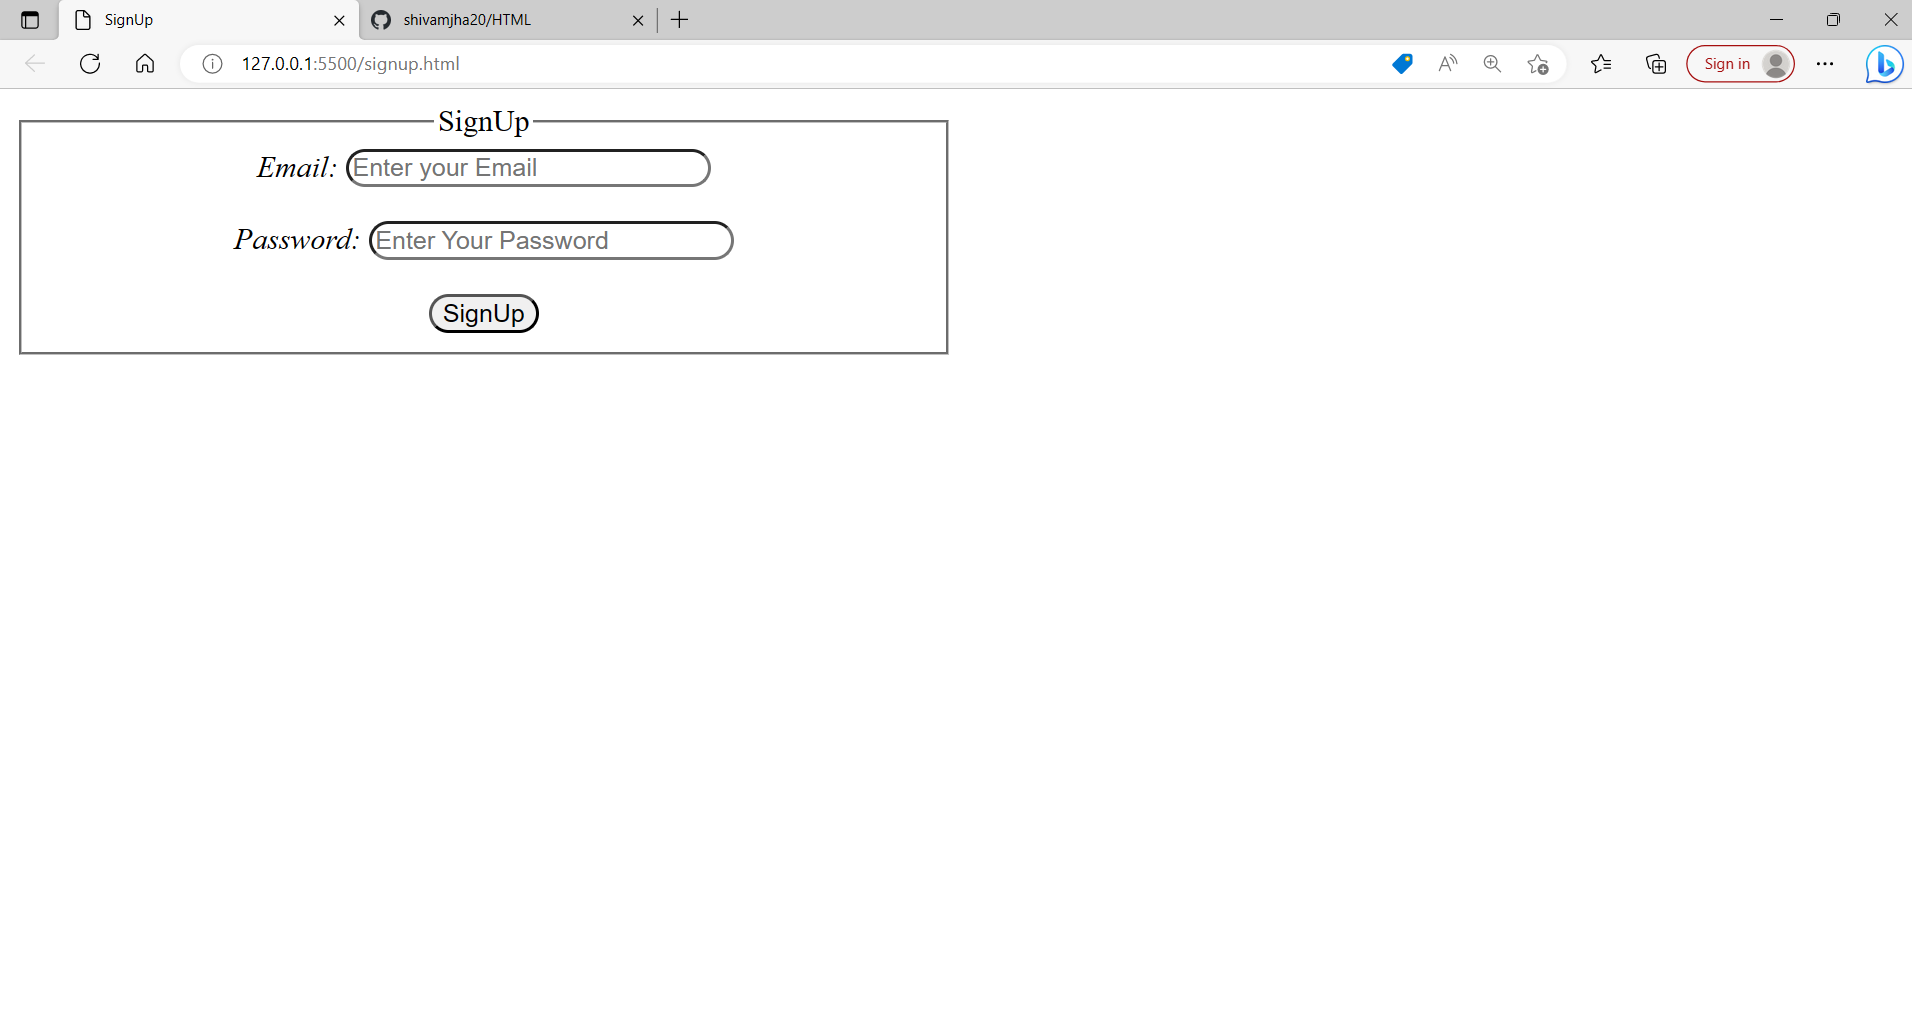 SignUp
shivamjha20/HTML
127.0.0.1:5500/signup.html
Sign in
SignUp
Email: Enter your Email
Password: Enter Your Password
SignUp